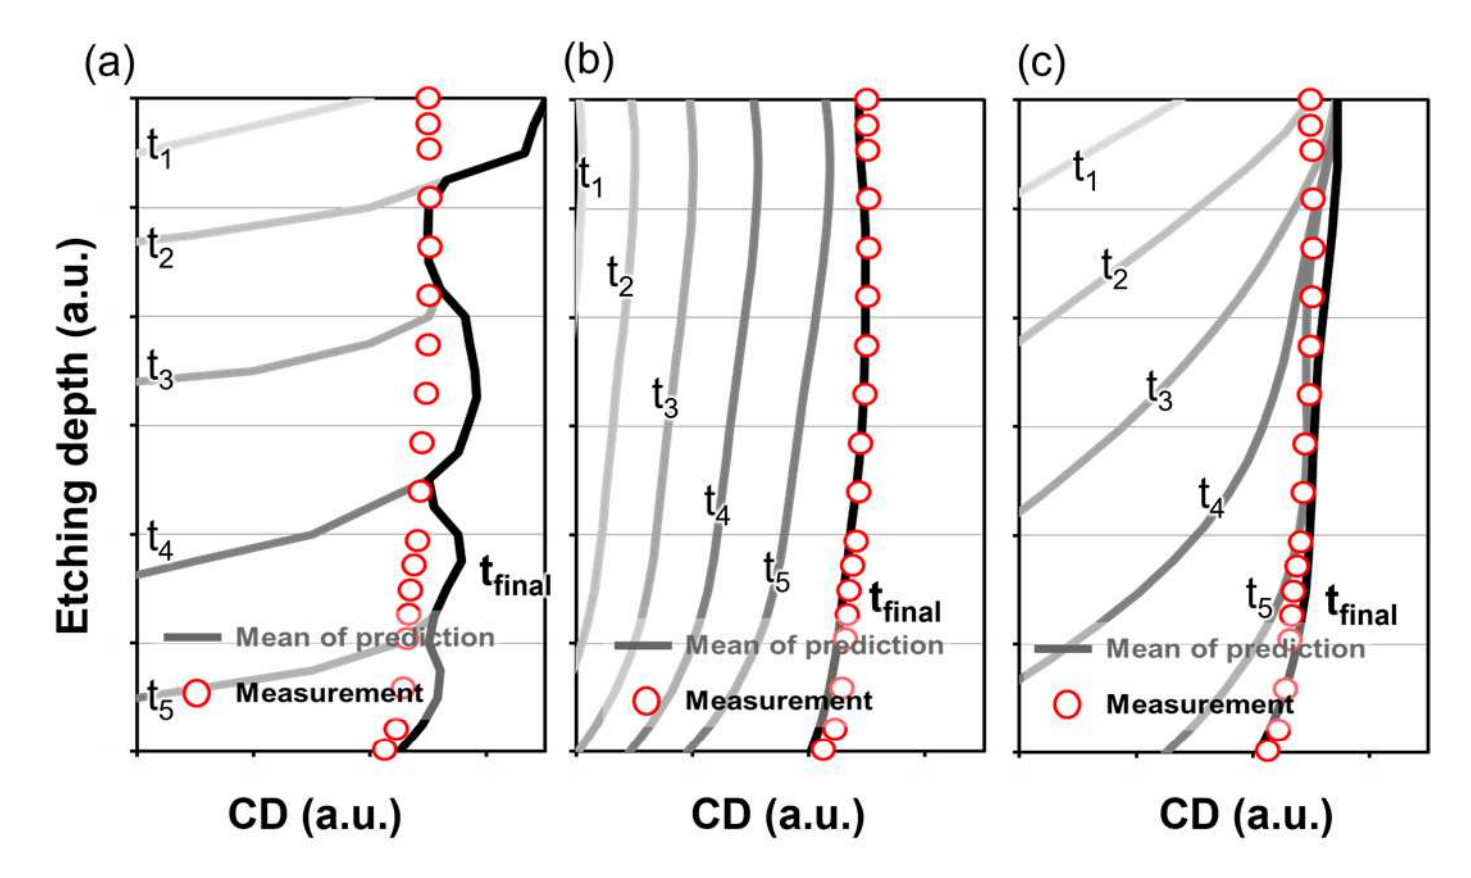 (a)
(b)
(c)
Etching depth (a.u.)
t1
t2
t3
t4
t5
tfinal
Mean of prediction
Measurement
CD (a.u.)
t1
t2
t3
t4
t5
tfinal
Mean of prediction
Measurement
CD (a.u.)
t1
t2
t3
t4
t5
tfinal
Mean of prediction
Measurement
CD (a.u.)